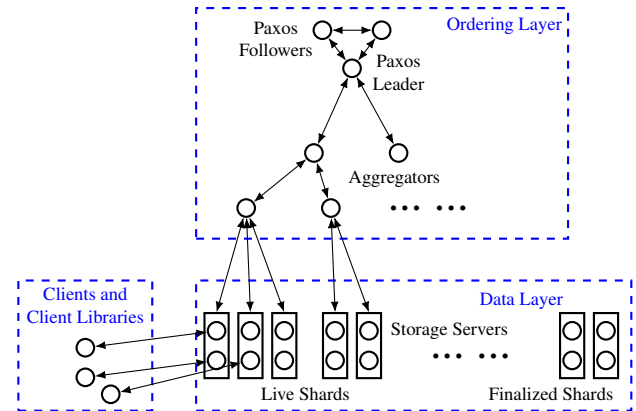 Paxos
Followers
Ordering Layer
Paxos
Leader
Aggregators
Clients and
Client Libraries
Data Layer
Storage Servers
Live Shards
Finalized Shards